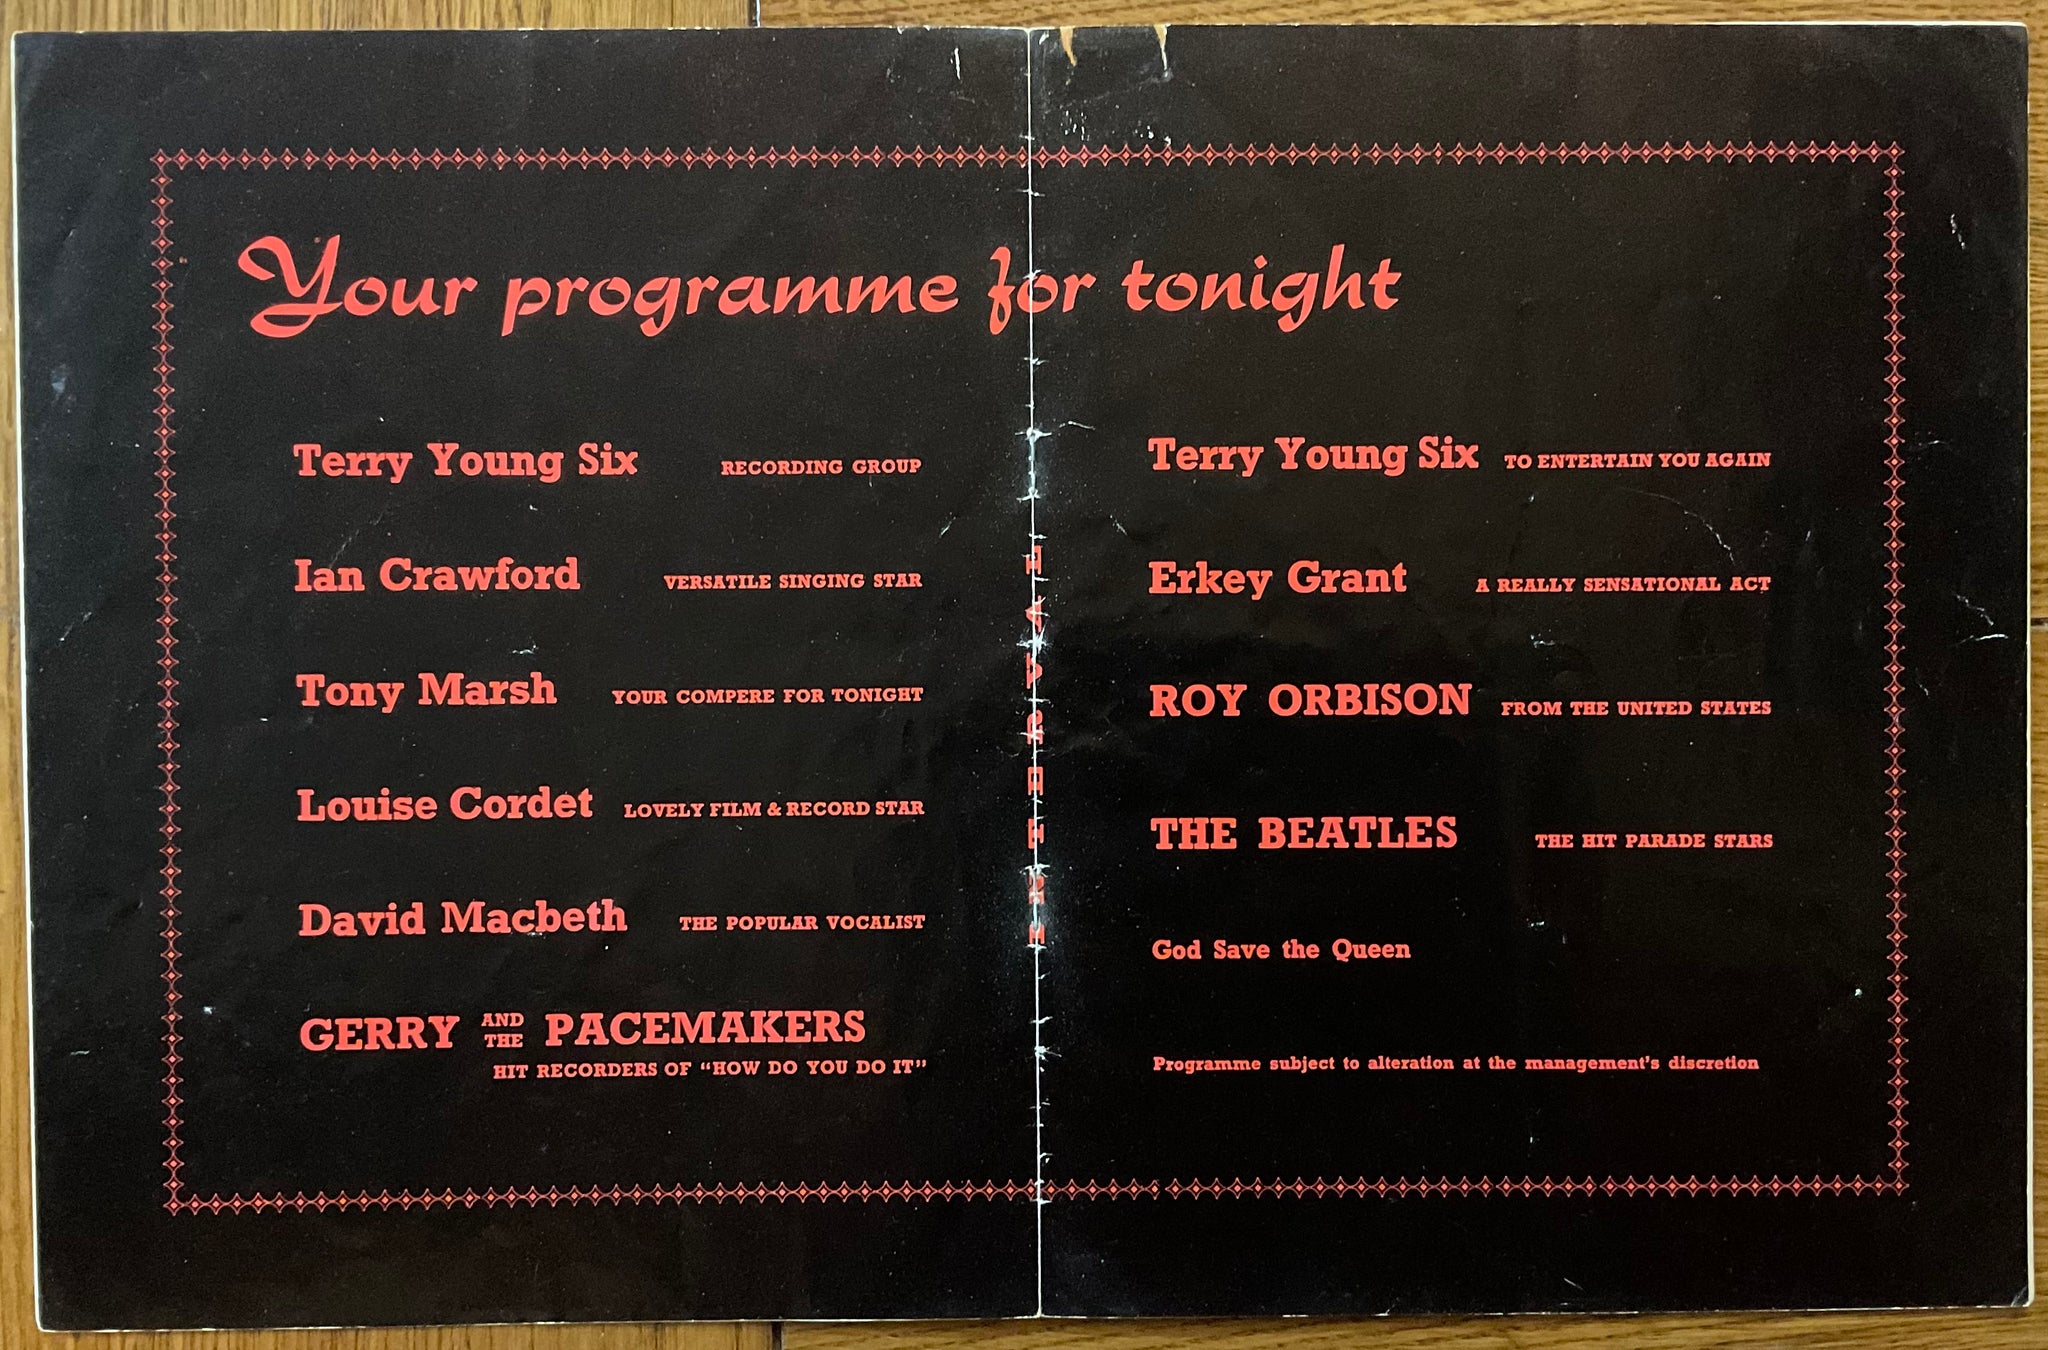 Your programme for tonight
Terry Young Six RECORDING GROUP
Ian Crawford VERSATILE SINGING STAR
Tony Marsh YOUR COMPERE FOR TONIGHT
Louise Cordet LOVELY FILM & RECORD STAR
David Macbeth THE POPULAR VOCALIST
GERRY AND THE PACEMAKERS
HIT RECORDERS OF “HOW DO YOU DO IT”
INTERVAL
Terry Young Six TO ENTERTAIN YOU AGAIN
Erkey Grant A REALLY SENSATIONAL ACT
ROY ORBISON FROM THE UNITED STATES
THE BEATLES THE HIT PARADE STARS
God Save the Queen
Programme subject to alteration at the management's discretion